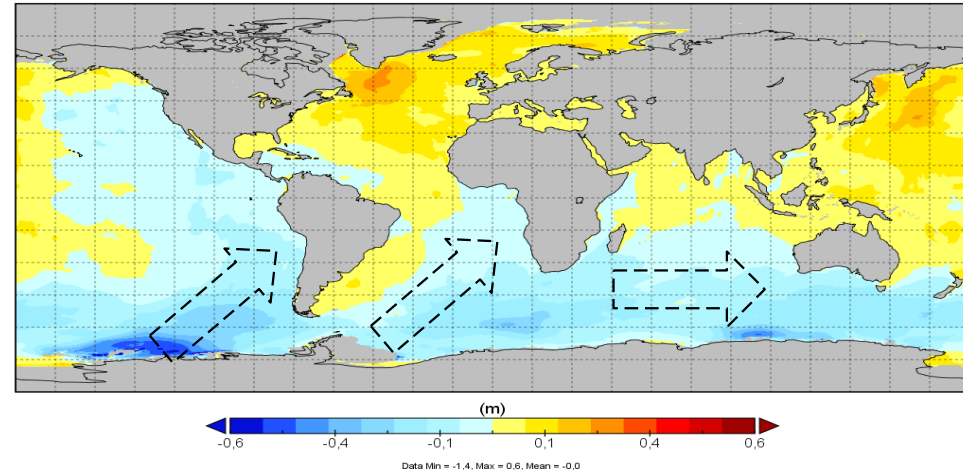 (m)
-0,6 -0,4 -0,1 0,1 0,4 0,6
Data Min = -1,4, Max = 0,6, Mean = -0,0